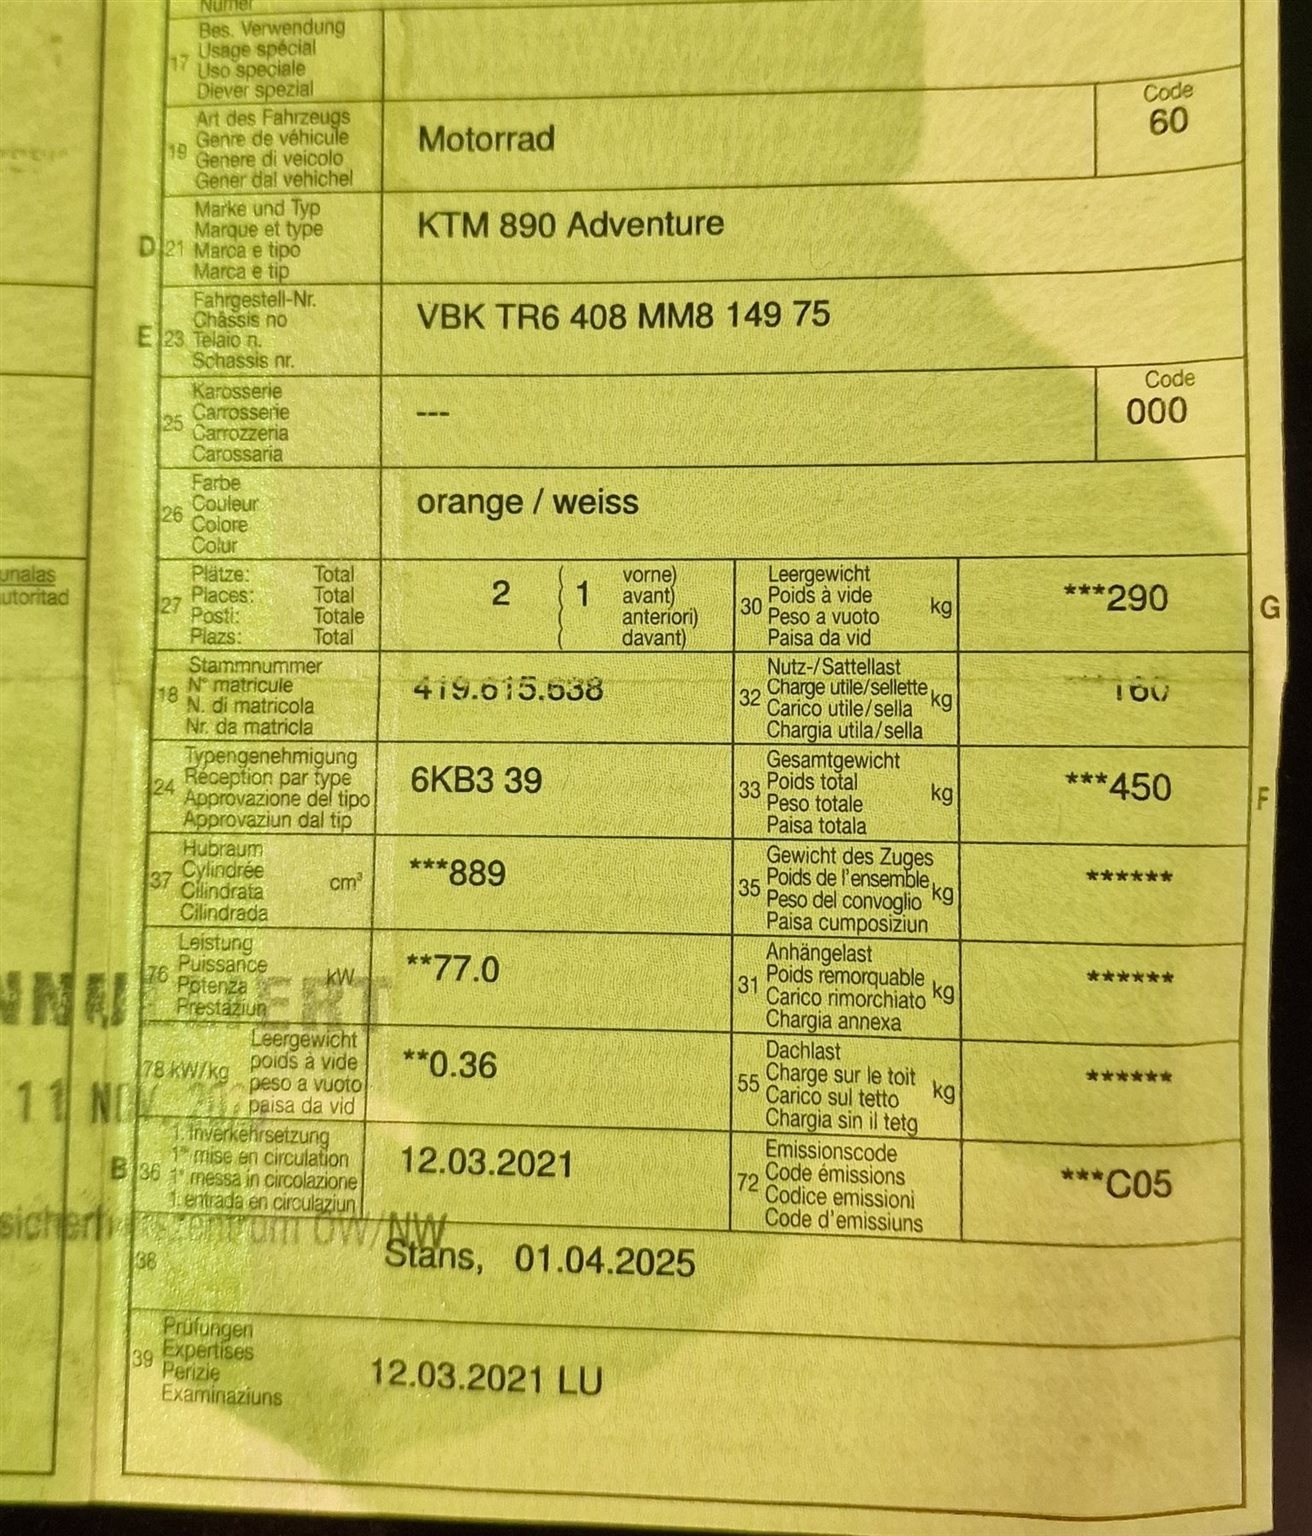 Numer
17
Bes. Verwendung
Usage spécial
Uso speciale
Diever spezial
19
Art des Fahrzeugs
Genre de véhicule
Genere di veicolo
Gener dal vehichel
Motorrad
Code
60
D 21
Marke und Typ
Marque et type
Marca e tipo
Marca e tip
KTM 890 Adventure
E 23
Fahrgestell-Nr.
Châssis no
Telaio n.
Schassis nr.
VBK TR6 408 MM8 149 75
25
Karosserie
Carrosserie
Carrozzeria
Carossaria
---
Code
000
26
Farbe
Couleur
Colore
Colur
orange / weiss
unalas
utoritad
27
Plätze: Total
Places: Total
Posti: Totale
Plazs: Total
2 ( 1 vorne)
avant)
anteriori)
( davant)
30
Leergewicht
Poids à vide
Peso a vuoto
Paisa da vid
kg
***290
G
18
Stammnummer
N° matricule
N. di matricola
Nr. da matricla
419.615.638
32
Nutz-/Sattellast
Charge utile/sellette
Carico utile/sella
Chargia utila/sella
kg
***160
24
Typengenehmigung
Réception par type
Approvazione del tipo
Approvaziun dal tip
6KB3 39
33
Gesamtgewicht
Poids total
Peso totale
Paisa totala
kg
***450
F
37
Hubraum
Cylindrée
Cilindrata
Cilindrada
cm³
***889
35
Gewicht des Zuges
Poids de l'ensemble
Peso del convoglio
Paisa cumposiziun
kg
******
76
Leistung
Puissance
Potenza
Prestaziun
kW
**77.0
31
Anhängelast
Poids remorquable
Carico rimorchiato
Chargia annexa
kg
******
78 kW/kg
Leergewicht
poids à vide
peso a vuoto
paisa da vid
**0.36
55
Dachlast
Charge sur le toit
Carico sul tetto
Chargia sin il tetg
kg
******
11 NOV.
B 36
1. Inverkehrsetzung
1re mise en circulation
1a messa in circolazione
1. entrada en circulaziun
12.03.2021
72
Emissionscode
Code émissions
Codice emissioni
Code d'emissiuns
***C05
OW/NW
38
Stans, 01.04.2025
39
Prüfungen
Expertises
Perizie
Examinaziuns
12.03.2021 LU